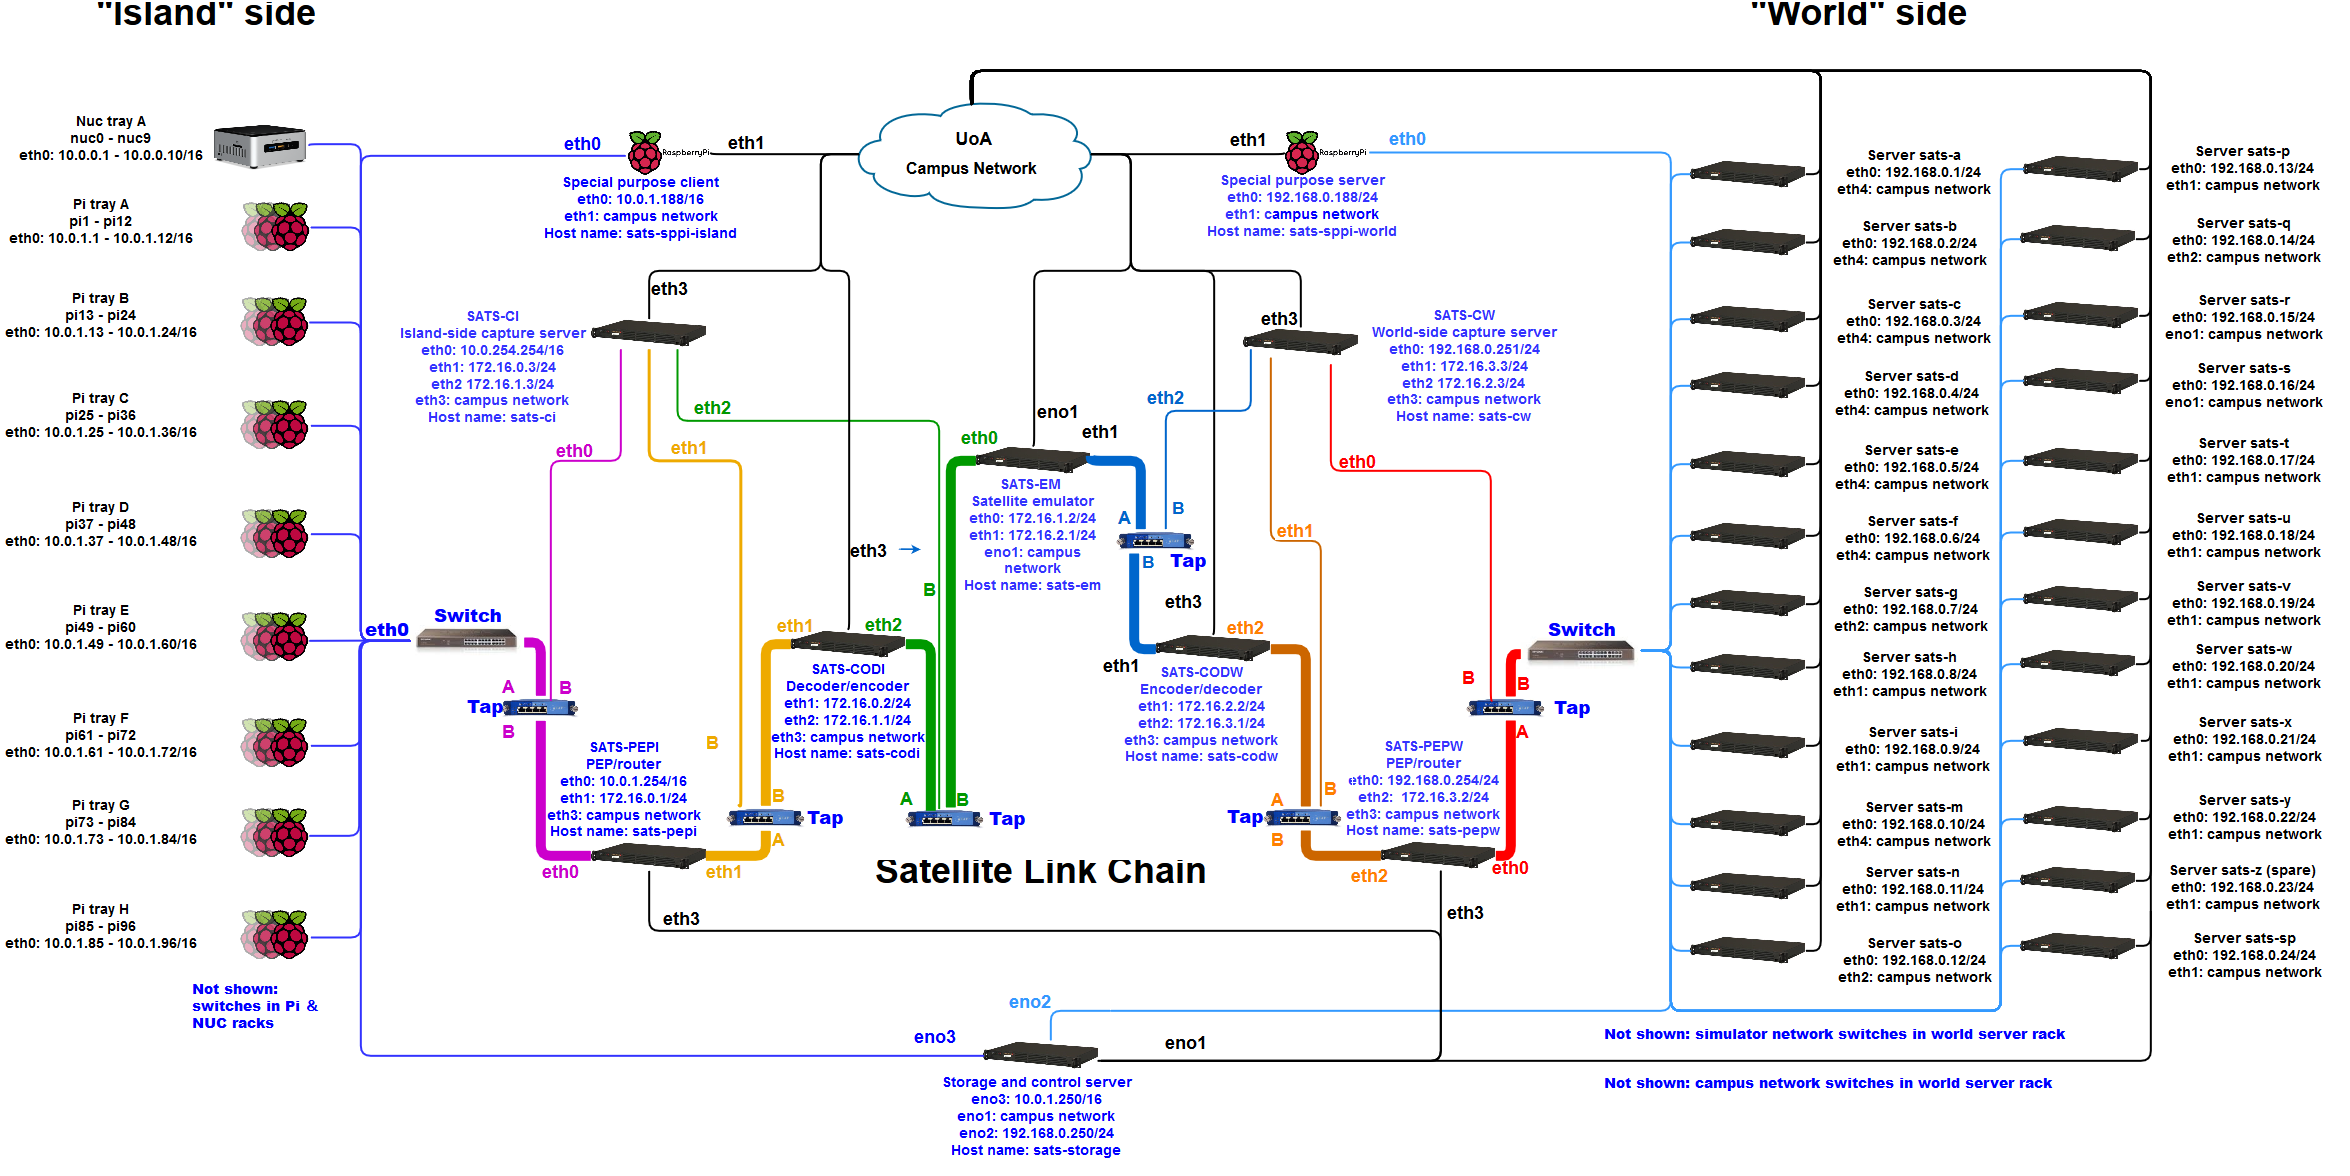 "Island" side
"World" side
Nuc tray A
nuc0 - nuc9
eth0: 10.0.0.1 - 10.0.0.10/16
Pi tray A
pi1 - pi12
eth0: 10.0.1.1 - 10.0.1.12/16
Pi tray B
pi13 - pi24
eth0: 10.0.1.13 - 10.0.1.24/16
Pi tray C
pi25 - pi36
eth0: 10.0.1.25 - 10.0.1.36/16
Pi tray D
pi37 - pi48
eth0: 10.0.1.37 - 10.0.1.48/16
Pi tray E
pi49 - pi60
eth0: 10.0.1.49 - 10.0.1.60/16
Pi tray F
pi61 - pi72
eth0: 10.0.1.61 - 10.0.1.72/16
Pi tray G
pi73 - pi84
eth0: 10.0.1.73 - 10.0.1.84/16
Pi tray H
pi85 - pi96
eth0: 10.0.1.85 - 10.0.1.96/16
Not shown:
switches in Pi &
NUC racks
eth0
Switch
eth0
RaspberryPi
eth1
Special purpose client
eth0: 10.0.1.188/16
eth1: campus network
Host name: sats-sppi-island
UoA
Campus Network
eth1
RaspberryPi
eth0
Special purpose server
eth0: 192.168.0.188/24
eth1: campus network
Host name: sats-sppi-world
eth3
SATS-CI
Island-side capture server
eth0: 10.0.254.254/16
eth1: 172.16.0.3/24
eth2 172.16.1.3/24
eth3: campus network
Host name: sats-ci
eth0
eth1
eth2
eth3
SATS-CW
World-side capture server
eth0: 192.168.0.251/24
eth1: 172.16.3.3/24
eth2 172.16.2.3/24
eth3: campus network
Host name: sats-cw
eth2
eth1
eth0
eno1
eth0
eth1
SATS-EM
Satellite emulator
eth0: 172.16.1.2/24
eth1: 172.16.2.1/24
eno1: campus
network
Host name: sats-em
A
B
B
Tap
eth3
B
eth1
eth2
SATS-CODI
Decoder/encoder
eth1: 172.16.0.2/24
eth2: 172.16.1.1/24
eth3: campus network
Host name: sats-codi
eth3
eth2
eth1
SATS-CODW
Encoder/decoder
eth1: 172.16.2.2/24
eth2: 172.16.3.1/24
eth3: campus network
Host name: sats-codw
A
B
Tap
B
SATS-PEPI
PEP/router
eth0: 10.0.1.254/16
eth1: 172.16.0.1/24
eth3: campus network
Host name: sats-pepi
eth0
eth1
eth3
B
B
Tap
A
A
B
Tap
A
B
Tap
B
SATS-PEPW
PEP/router
eth0: 192.168.0.254/24
eth2: 172.16.3.2/24
eth3: campus network
Host name: sats-pepw
eth2
eth0
eth3
Switch
B
B
Tap
A
Satellite Link Chain
eno2
eno3
eno1
Storage and control server
eno3: 10.0.1.250/16
eno1: campus network
eno2: 192.168.0.250/24
Host name: sats-storage
Server sats-a
eth0: 192.168.0.1/24
eth4: campus network
Server sats-b
eth0: 192.168.0.2/24
eth4: campus network
Server sats-c
eth0: 192.168.0.3/24
eth4: campus network
Server sats-d
eth0: 192.168.0.4/24
eth4: campus network
Server sats-e
eth0: 192.168.0.5/24
eth4: campus network
Server sats-f
eth0: 192.168.0.6/24
eth4: campus network
Server sats-g
eth0: 192.168.0.7/24
eth2: campus network
Server sats-h
eth0: 192.168.0.8/24
eth1: campus network
Server sats-i
eth0: 192.168.0.9/24
eth1: campus network
Server sats-m
eth0: 192.168.0.10/24
eth4: campus network
Server sats-n
eth0: 192.168.0.11/24
eth1: campus network
Server sats-o
eth0: 192.168.0.12/24
eth2: campus network
Server sats-p
eth0: 192.168.0.13/24
eth1: campus network
Server sats-q
eth0: 192.168.0.14/24
eth2: campus network
Server sats-r
eth0: 192.168.0.15/24
eno1: campus network
Server sats-s
eth0: 192.168.0.16/24
eno1: campus network
Server sats-t
eth0: 192.168.0.17/24
eth1: campus network
Server sats-u
eth0: 192.168.0.18/24
eth1: campus network
Server sats-v
eth0: 192.168.0.19/24
eth1: campus network
Server sats-w
eth0: 192.168.0.20/24
eth1: campus network
Server sats-x
eth0: 192.168.0.21/24
eth1: campus network
Server sats-y
eth0: 192.168.0.22/24
eth1: campus network
Server sats-z (spare)
eth0: 192.168.0.23/24
eth1: campus network
Server sats-sp
eth0: 192.168.0.24/24
eth1: campus network
Not shown: simulator network switches in world server rack
Not shown: campus network switches in world server rack